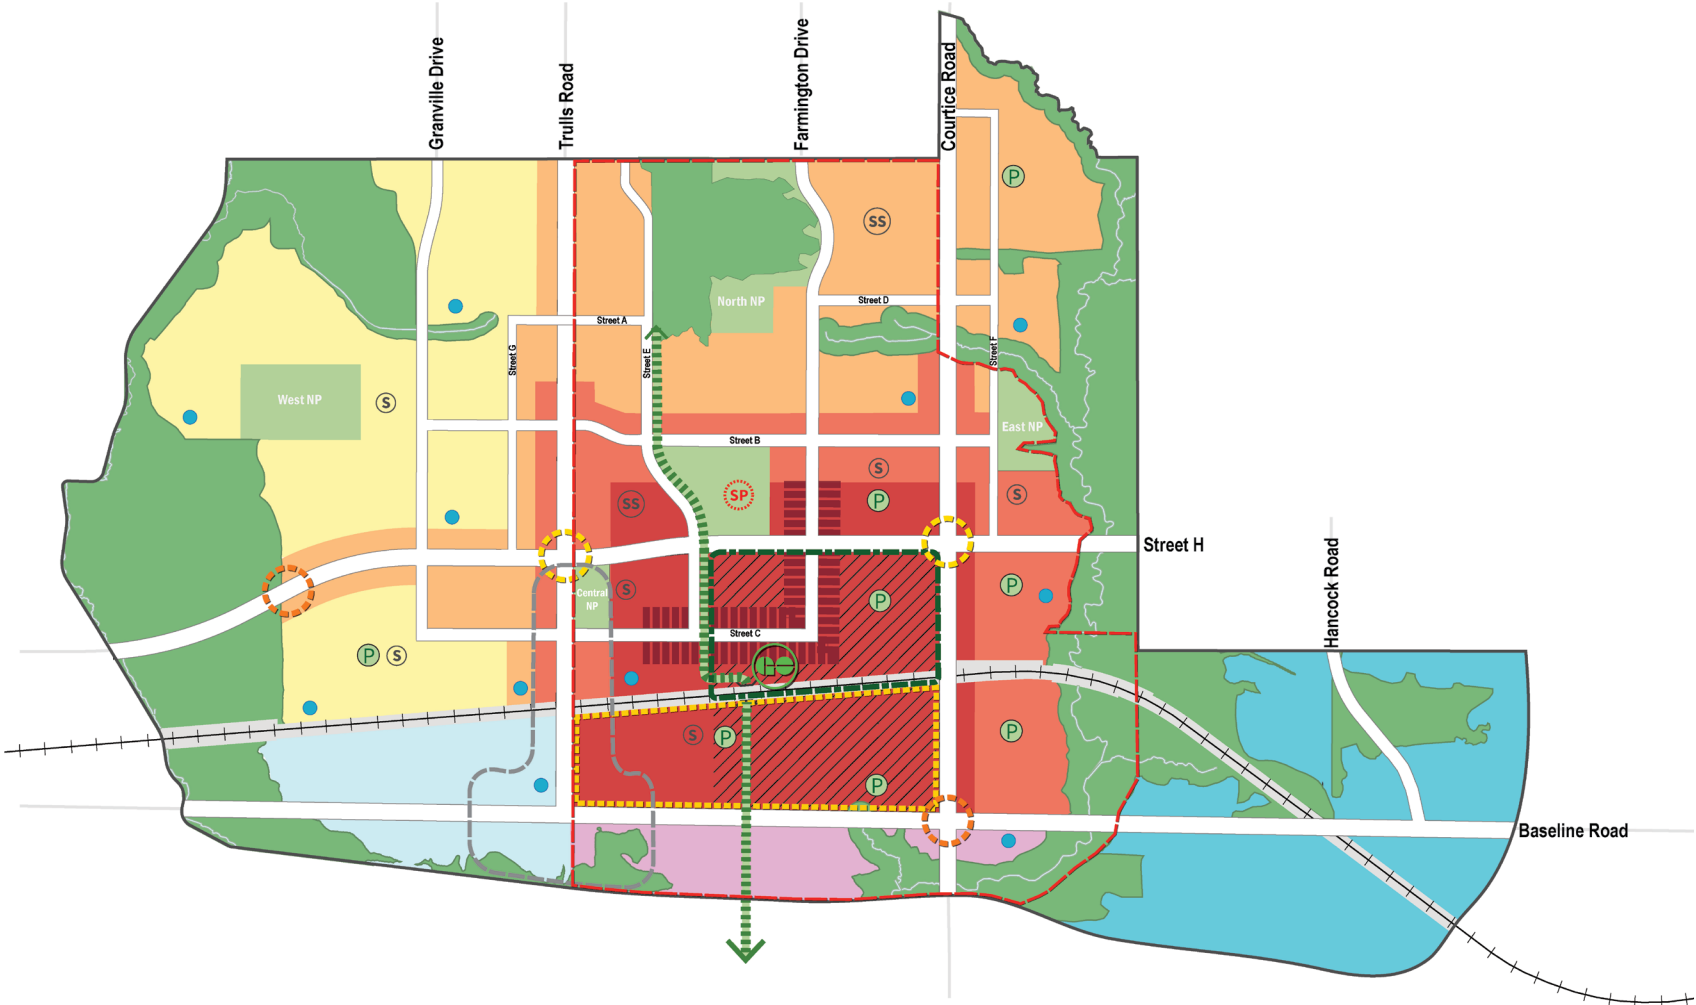 Granville Drive
Trulls Road
Farmington Drive
Courtice Road
P
SS
North NP
Street D
Street A
Street G
Street E
Street F
West NP
S
East NP
Street B
S
S
SP
SS
P
Street H
Hancock Road
S
Central
NP
P
P
Street C
P
S
S
P
P
P
Baseline Road